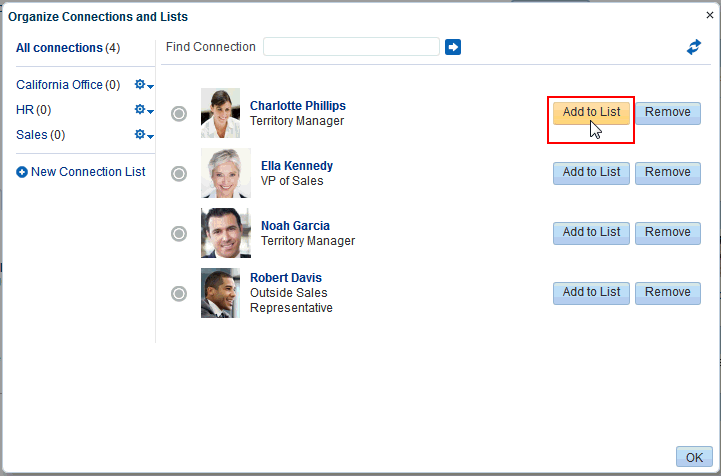 Organize Connections and Lists
All connections (4)
Find Connection
California Office (0)
HR (0)
Sales (0)
New Connection List
Charlotte Phillips
Territory Manager
Add to List
Remove
Ella Kennedy
VP of Sales
Add to List
Remove
Noah Garcia
Territory Manager
Add to List
Remove
Robert Davis
Outside Sales
Representative
Add to List
Remove
OK